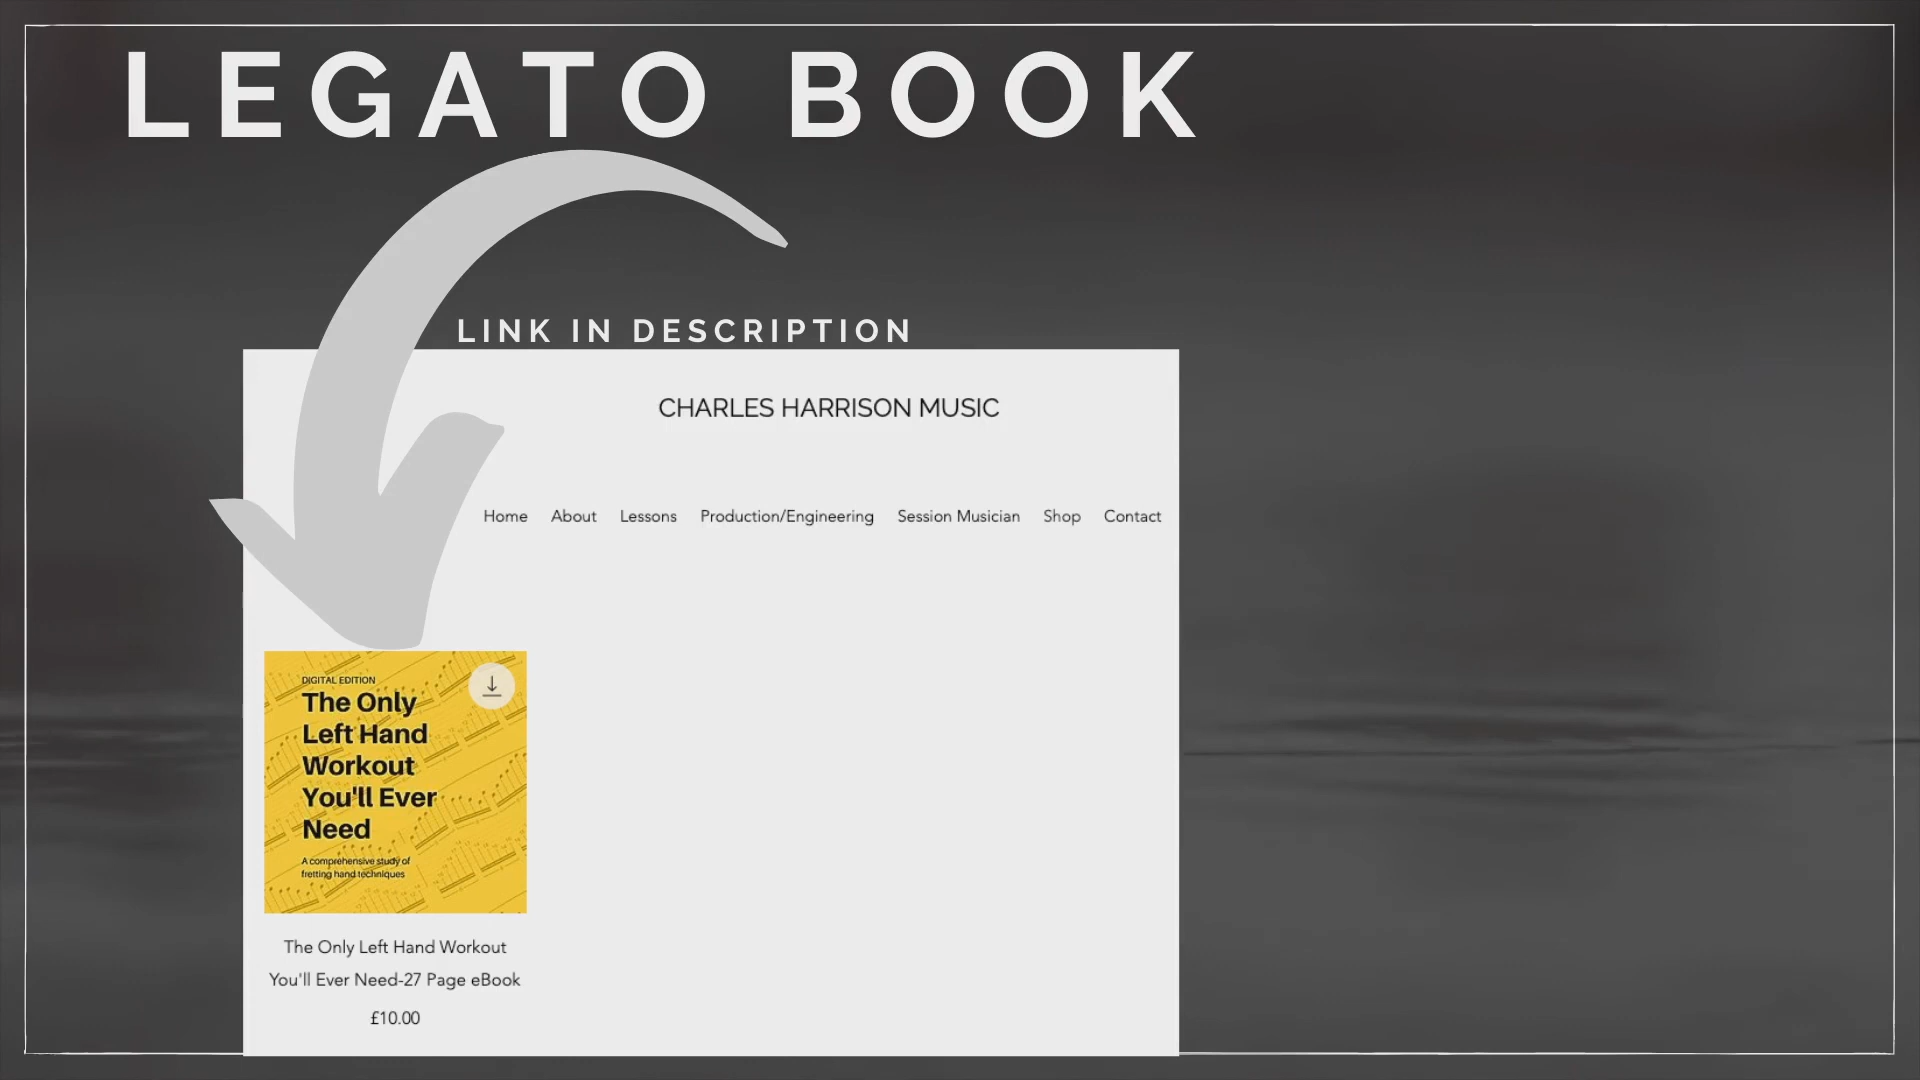 LEGATO BOOK
LINK IN DESCRIPTION
CHARLES HARRISON MUSIC
Home About Lessons Production/Engineering Session Musician Shop Contact
DIGITAL EDITION
The Only
Left Hand
Workout
You'll Ever
Need
A comprehensive study of
fretting hand techniques
The Only Left Hand Workout
You'll Ever Need-27 Page eBook
£10.00